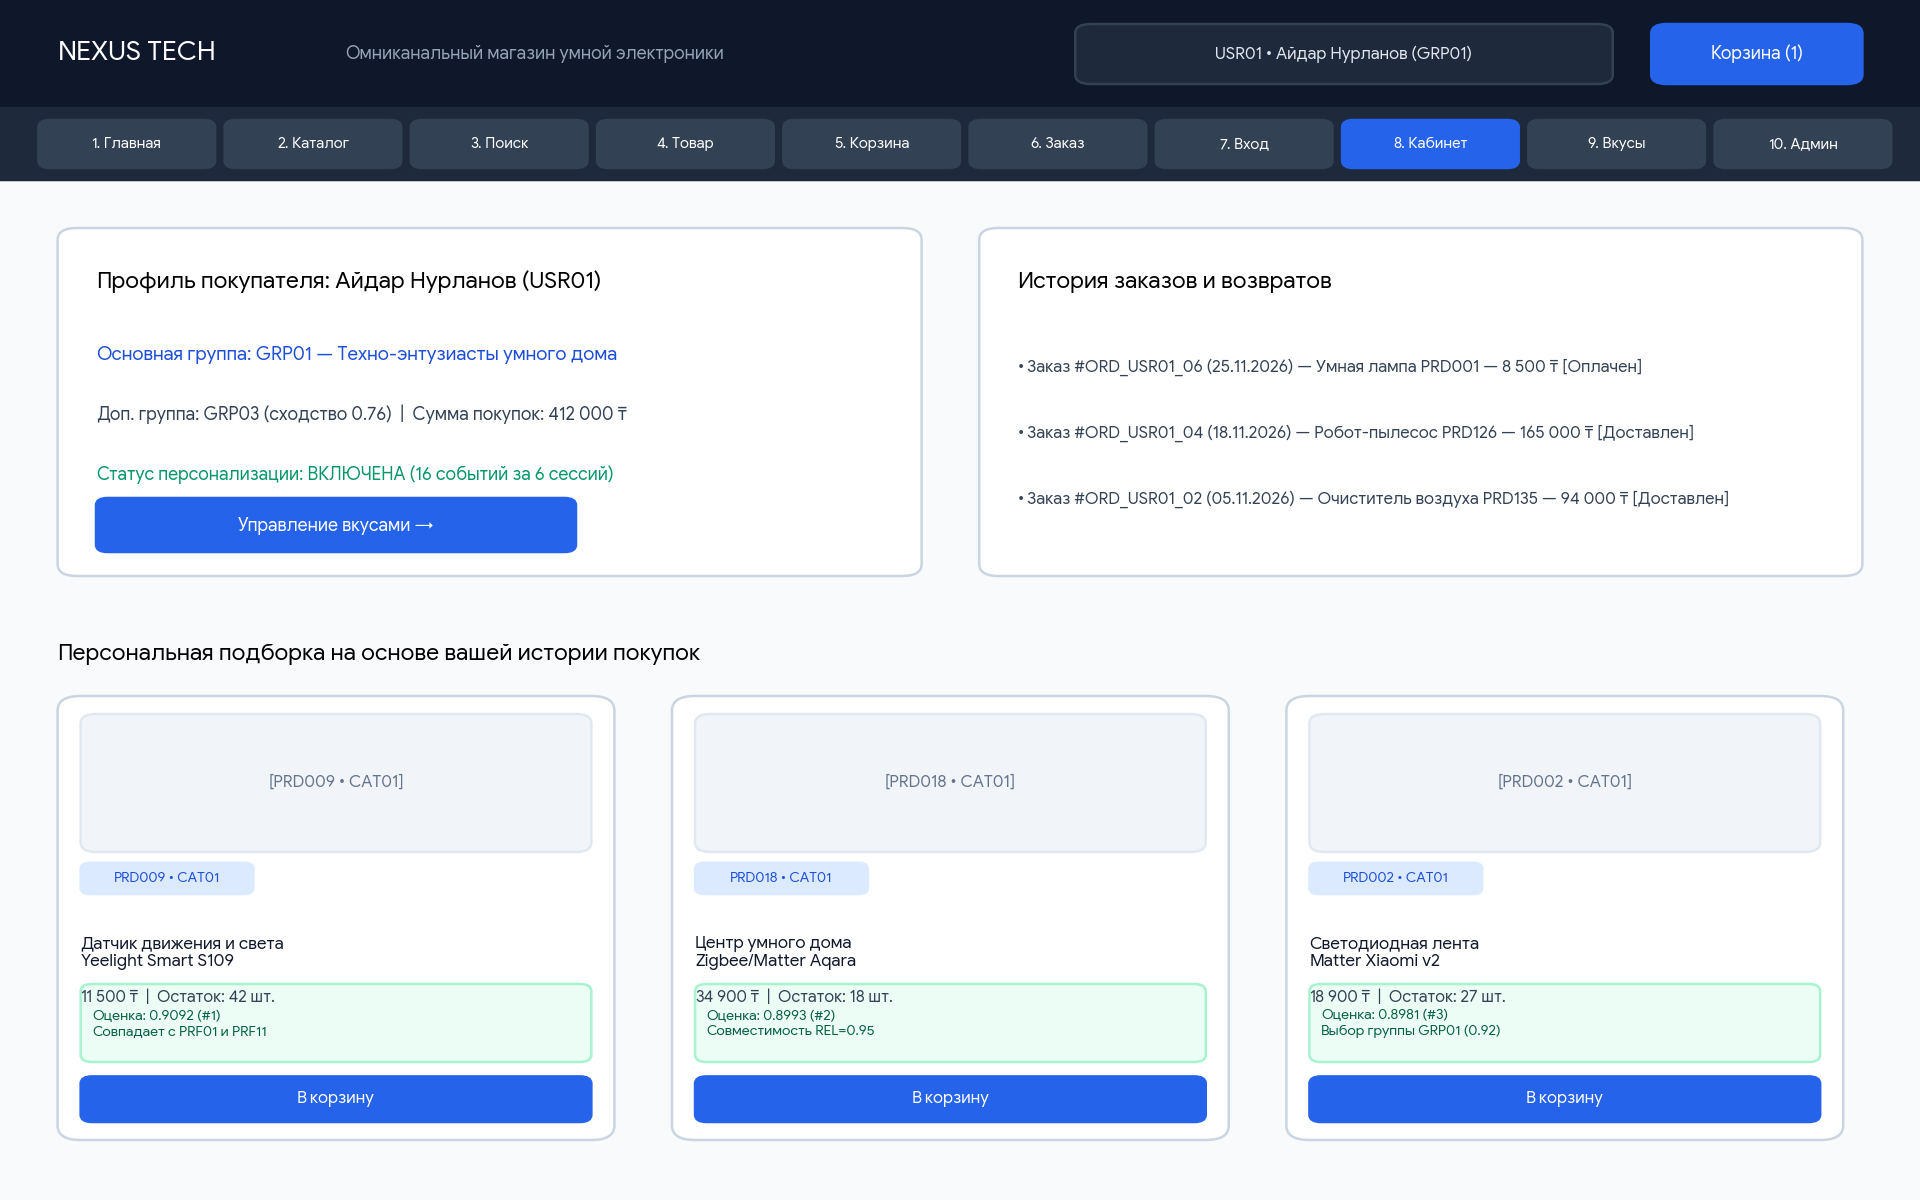 NEXUS TECH
Омниканальный магазин умной электроники
USR01 • Айдар Нурланов (GRP01)
Корзина (1)
1. Главная
2. Каталог
3. Поиск
4. Товар
5. Корзина
6. Заказ
7. Вход
8. Кабинет
9. Вкусы
10. Админ
Профиль покупателя: Айдар Нурланов (USR01)
Основная группа: GRP01 — Техно-энтузиасты умного дома
Доп. группа: GRP03 (сходство 0.76) | Сумма покупок: 412 000 ₸
Статус персонализации: ВКЛЮЧЕНА (16 событий за 6 сессий)
Управление вкусами →
История заказов и возвратов
• Заказ #ORD_USR01_06 (25.11.2026) — Умная лампа PRD001 — 8 500 ₸ [Оплачен]
• Заказ #ORD_USR01_04 (18.11.2026) — Робот-пылесос PRD126 — 165 000 ₸ [Доставлен]
• Заказ #ORD_USR01_02 (05.11.2026) — Очиститель воздуха PRD135 — 94 000 ₸ [Доставлен]
Персональная подборка на основе вашей истории покупок
[PRD009 • CAT01]
PRD009 • CAT01
Датчик движения и света
Yeelight Smart S109
11 500 ₸ | Остаток: 42 шт.
Оценка: 0.9092 (#1)
Совпадает с PRF01 и PRF11
В корзину
[PRD018 • CAT01]
PRD018 • CAT01
Центр умного дома
Zigbee/Matter Aqara
34 900 ₸ | Остаток: 18 шт.
Оценка: 0.8993 (#2)
Совместимость REL=0.95
В корзину
[PRD002 • CAT01]
PRD002 • CAT01
Светодиодная лента
Matter Xiaomi v2
18 900 ₸ | Остаток: 27 шт.
Оценка: 0.8981 (#3)
Выбор группы GRP01 (0.92)
В корзину